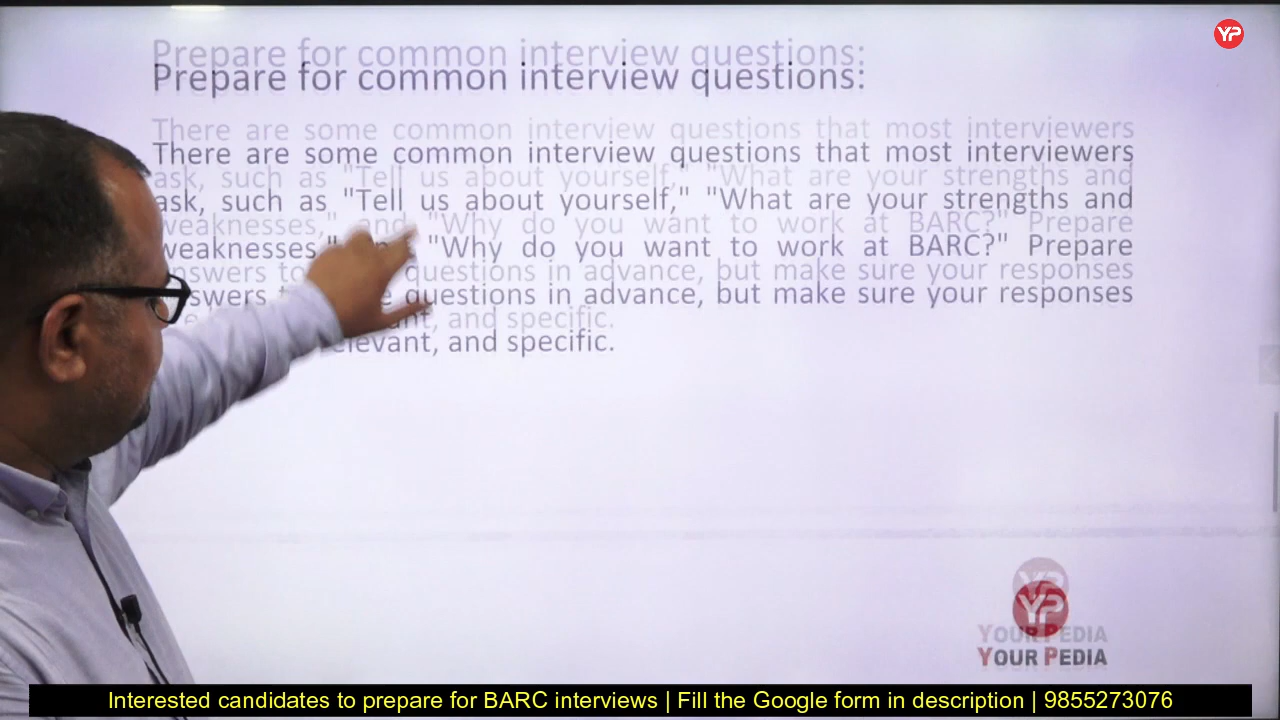 YP
Prepare for common interview questions:
There are some common interview questions that most interviewers
ask, such as "Tell us about yourself," "What are your strengths and
weaknesses," and "Why do you want to work at BARC?" Prepare
questions in advance, but make sure your responses
relevant, and specific.
YP
YOUR PEDIA
Interested candidates to prepare for BARC interviews | Fill the Google form in description | 9855273076